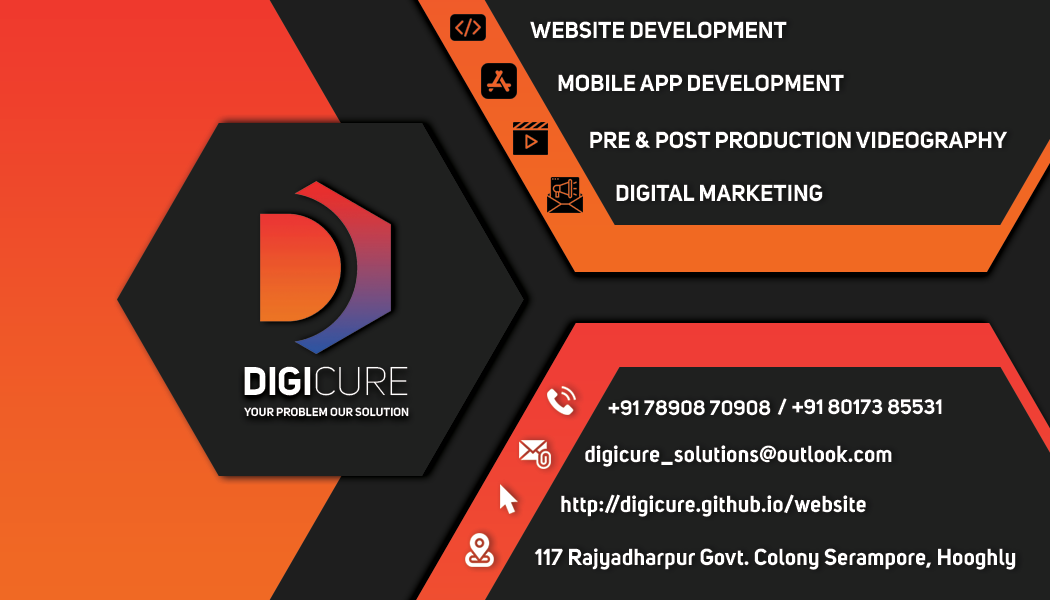 WEBSITE DEVELOPMENT
MOBILE APP DEVELOPMENT
PRE & POST PRODUCTION VIDEOGRAPHY
DIGITAL MARKETING
DIGICURE
YOUR PROBLEM OUR SOLUTION
+91 78908 70908 / +91 80173 85531
digicure_solutions@outlook.com
http://digicure.github.io/website
117 Rajyadharpur Govt. Colony Serampore, Hooghly